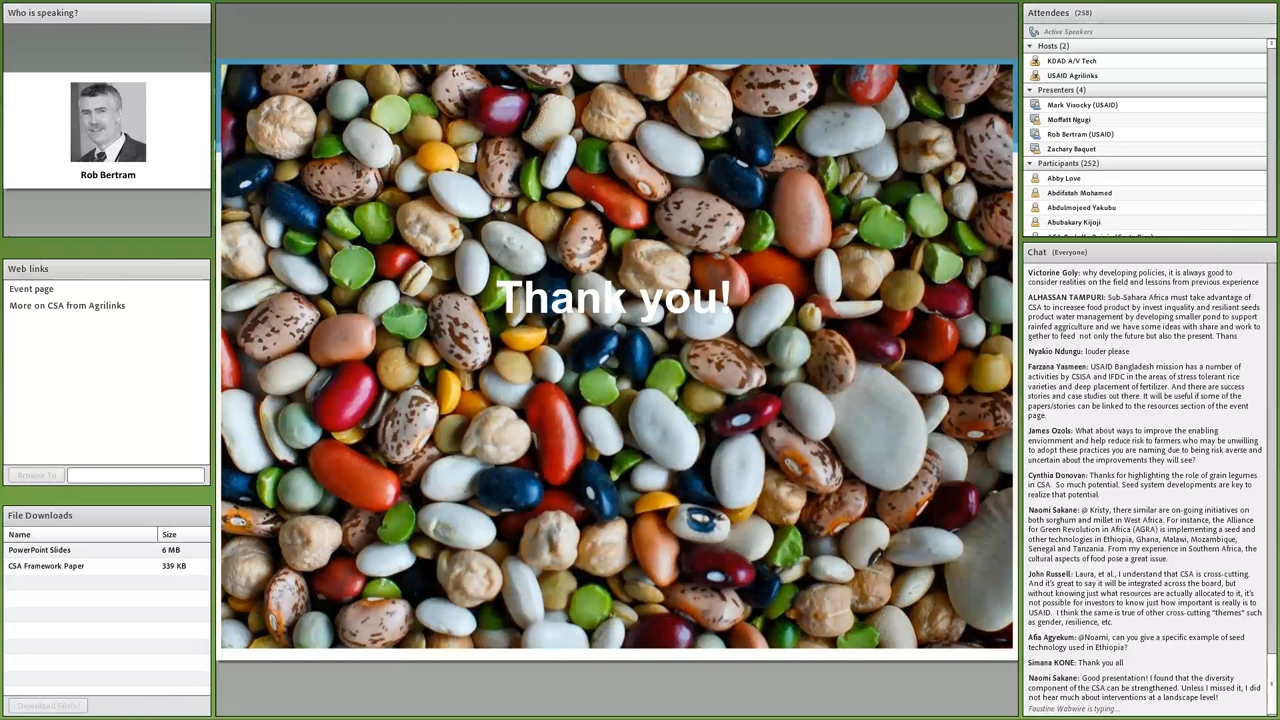 Who is speaking?
Rob Bertram
Web links
Event page
More on CSA from Agrilinks
Browse To
File Downloads
Name Size
PowerPoint Slides 6 MB
CSA Framework Paper 339 KB
Download File(s)
Thank you!
Attendees (258)
Active Speakers
Hosts (2)
KDAD A/V Tech
USAID Agrilinks
Presenters (4)
Mark Visocky (USAID)
Moffatt Ngugi
Rob Bertram (USAID)
Zachary Baquet
Participants (252)
Abby Love
Abdifatah Mohamed
Abdulmojeed Yakubu
Abubakary Kijoji
Chat (Everyone)
Victorine Goly: why developing policies, it is always good to
consider realities on the field and lessons from previous experience
ALHASSAN TAMPURI: Sub-Sahara Africa must take advantage of
CSA to increasee food product by invest inquality and resiliant seeds
product water management by developing smaller pond to support
rainfed aggriculture and we have some ideas with share and work to
gether to feed not only the future but also the present. Thans
Nyakio Ndungu: louder please
Farzana Yasmeen: USAID Bangladesh mission has a number of
activities by CSISA and IFDC in the areas of stress tolerant rice
varieties and deep placement of fertilizer. And there are success
stories and case studies out there. It will be useful if some of the
papers/stories can be linked to the resources section of the event
page.
James Ozols: What about ways to improve the enabling
enviornment and help reduce risk to farmers who may be unwilling
to adopt these practices you are naming due to being risk averse and
uncertain about the improvements they will see?
Cynthia Donovan: Thanks for highlighting the role of grain legumes
in CSA. So much potential. Seed system developments are key to
realize that potential.
Naomi Sakane: @ Kristy, there similar are on-going initiatives on
both sorghum and millet in West Africa. For instance, the Alliance
for Green Revolution in Africa (AGRA) is implementing a seed and
other technologies in Ethiopia, Ghana, Malawi, Mozambique,
Senegal and Tanzania. From my experience in Southern Africa, the
cultural aspects of food pose a great issue.
John Russell: Laura, et al., I understand that CSA is cross-cutting.
And it's great to say it will be integrated across the board, but
without knowing just what resources are actually allocated to it, it's
not possible for investors to know just how important is really is to
USAID. I think the same is true of other cross-cutting "themes" such
as gender, resilience, etc.
Afia Agyekum: @Noami, can you give a specific example of seed
technology used in Ethiopia?
Simana KONE: Thank you all
Naomi Sakane: Good presentation! I found that the diversity
component of the CSA can be strengthened. Unless I missed it, I did
not hear much about interventions at a landscape level!
Faustine Wabwire is typing...